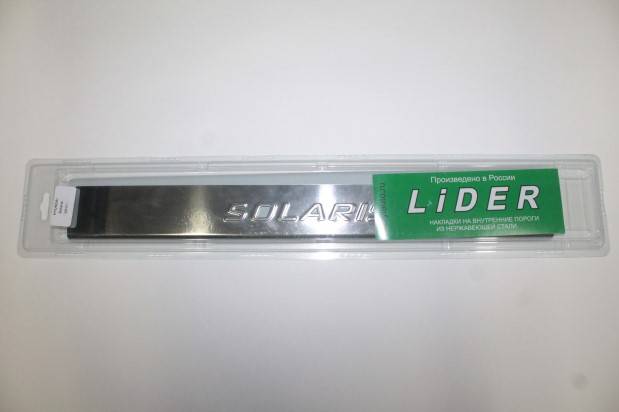 SOLARIS
Произведено в России
LiDER
НАКЛАДКИ НА ВНУТРЕННИЕ ПОРОГИ
ИЗ НЕРЖАВЕЮЩЕЙ СТАЛИ